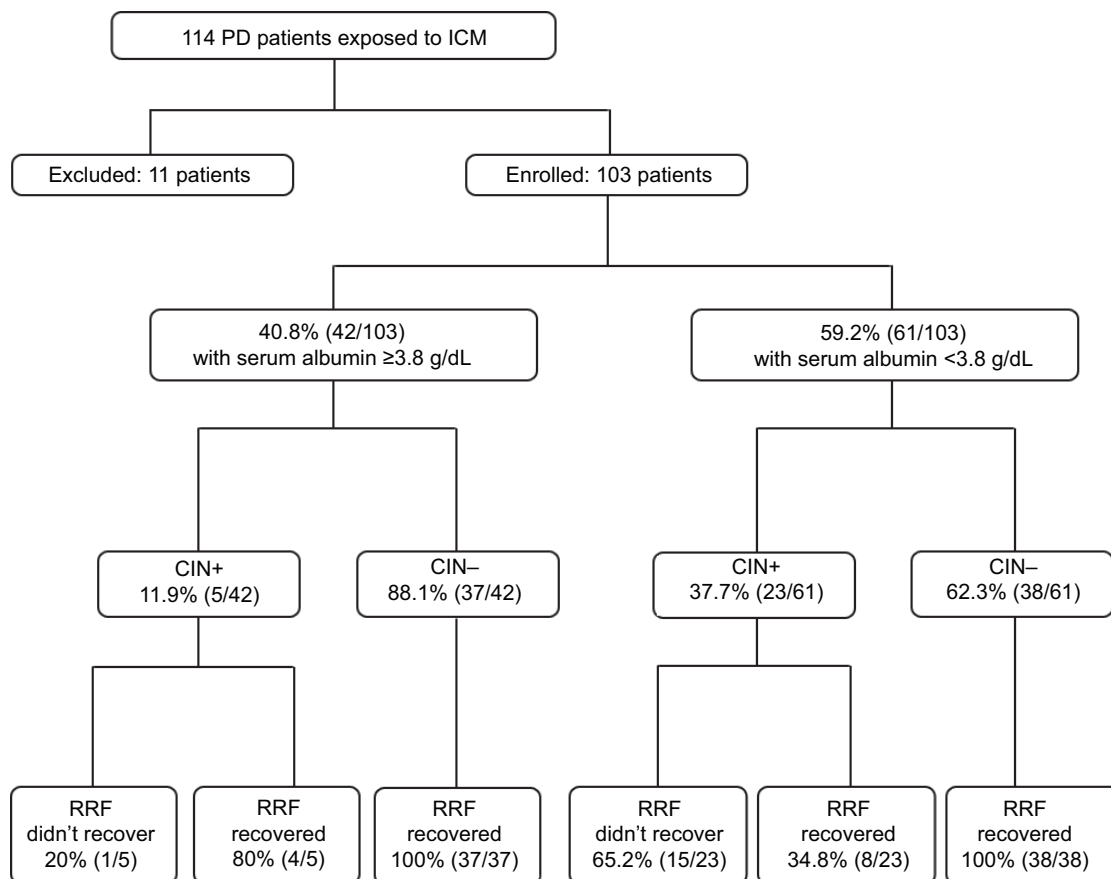 114 PD patients exposed to ICM
Excluded: 11 patients
Enrolled: 103 patients
40.8% (42/103)
with serum albumin ≥3.8 g/dL
59.2% (61/103)
with serum albumin <3.8 g/dL
CIN+
11.9% (5/42)
CIN–
88.1% (37/42)
CIN+
37.7% (23/61)
CIN–
62.3% (38/61)
RRF
didn’t recover
20% (1/5)
RRF
recovered
80% (4/5)
RRF
recovered
100% (37/37)
RRF
didn’t recover
65.2% (15/23)
RRF
recovered
34.8% (8/23)
RRF
recovered
100% (38/38)